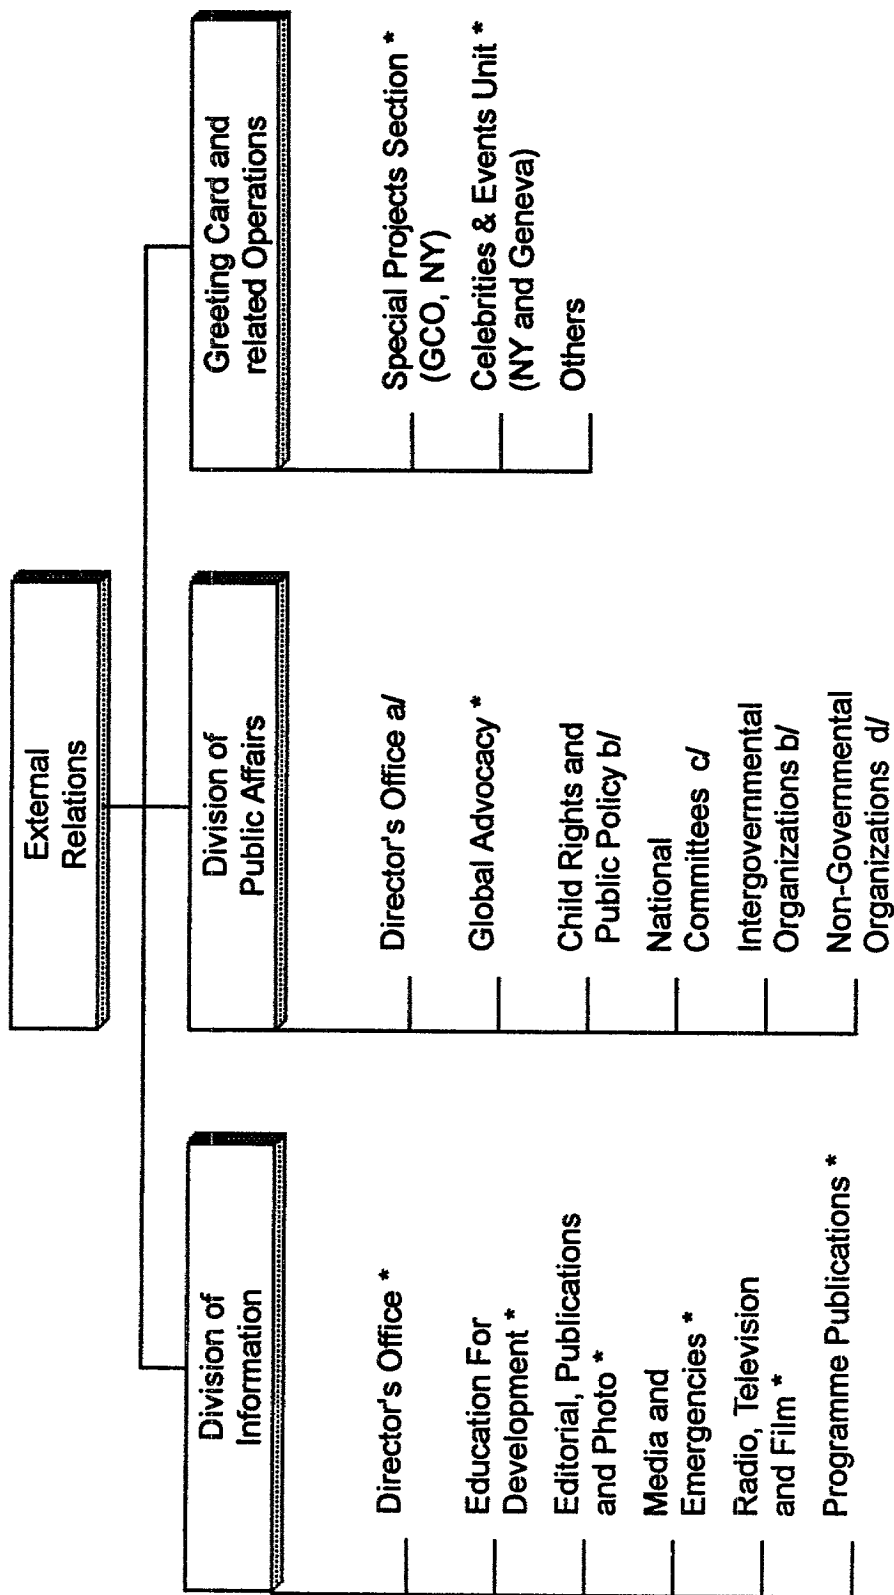 External
Relations
Division of
Information
Director's Office *
Education For
Development *
Editorial, Publications
and Photo *
Media and
Emergencies *
Radio, Television
and Film *
Programme Publications *
Division of
Public Affairs
Director's Office a/
Global Advocacy *
Child Rights and
Public Policy b/
National
Committees c/
Intergovernmental
Organizations b/
Non-Governmental
Organizations d/
Greeting Card and
related Operations
Special Projects Section *
(GCO, NY)
Celebrities & Events Unit *
(NY and Geneva)
Others